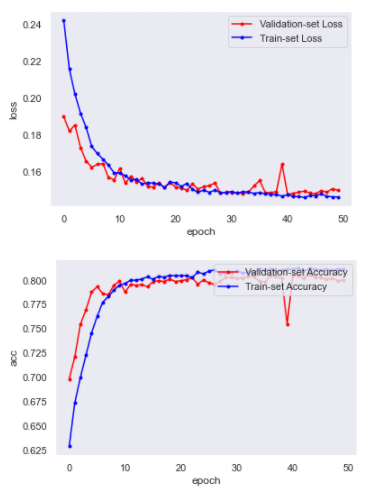 0.24
0.22
0.20
0.18
0.16
loss
Validation-set Loss
Train-set Loss
0 10 20 30 40 50
epoch
0.800
0.775
0.750
0.725
0.700
0.675
0.650
0.625
acc
Validation-set Accuracy
Train-set Accuracy
0 10 20 30 40 50
epoch